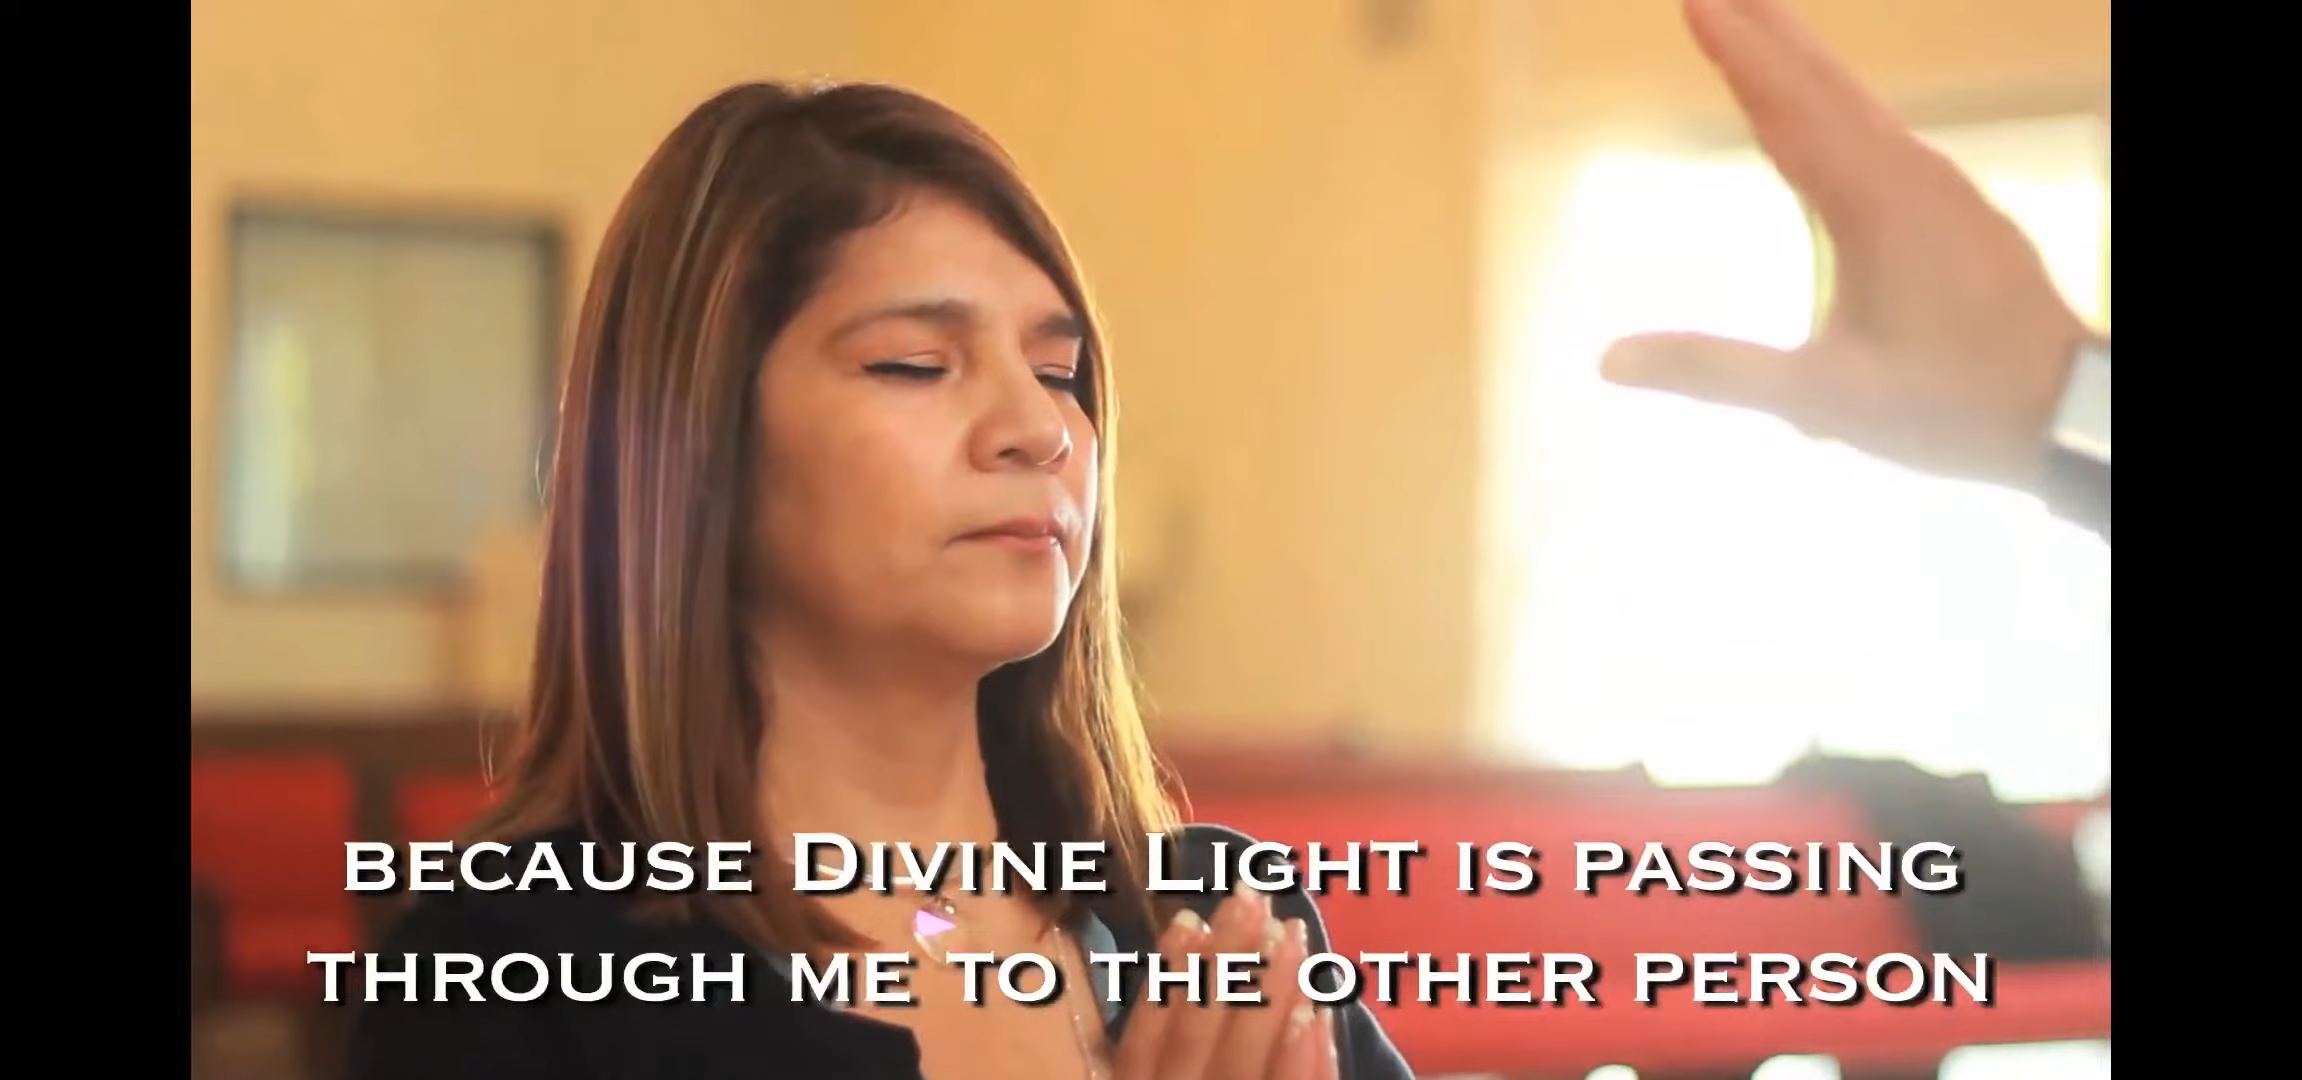 BECAUSE DIVINE LIGHT IS PASSING
THROUGH ME TO THE OTHER PERSON